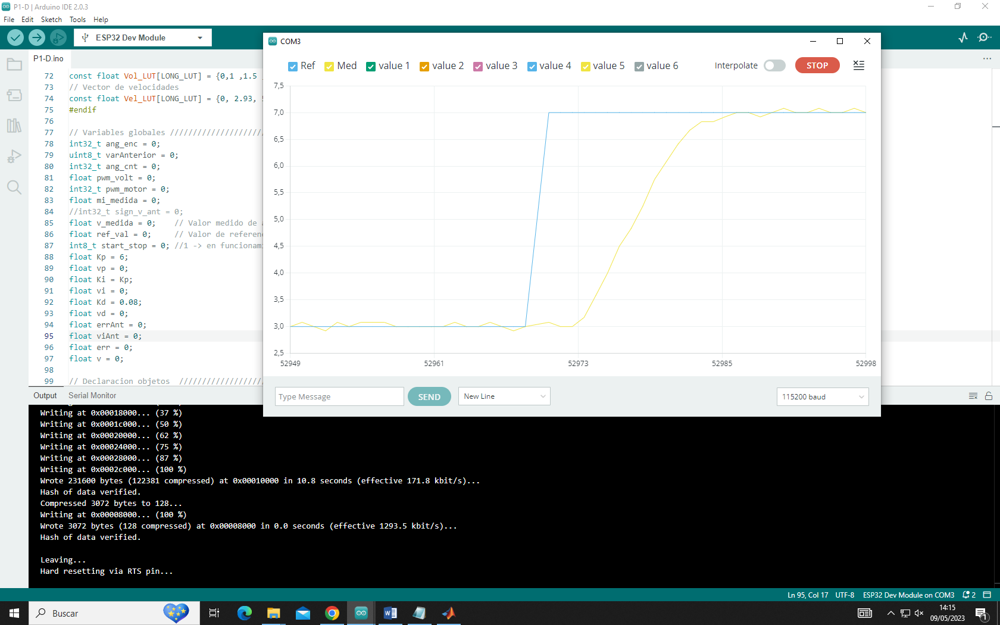 P1-D | Arduino IDE 2.0.3
File Edit Sketch Tools Help
ESP32 Dev Module
P1-D.ino
72 const float Vol_LUT[LONG_LUT] = {0,1 ,1.5
73 // Vector de velocidades
74 const float Vel_LUT[LONG_LUT] = {0, 2.93,
75 #endif
76
77 // Variables globales /////////////////////
78 int32_t ang_enc = 0;
79 uint8_t varAnterior = 0;
80 int32_t ang_cnt = 0;
81 float pwm_volt = 0;
82 int32_t pwm_motor = 0;
83 float mi_medida = 0;
84 //int32_t sign_v_ant = 0;
85 float v_medida = 0; // Valor medido de
86 float ref_val = 0; // Valor de referen
87 int8_t start_stop = 0; //1 -> en funcionam
88 float Kp = 6;
89 float vp = 0;
90 float Ki = Kp;
91 float vi = 0;
92 float Kd = 0.08;
93 float vd = 0;
94 float errAnt = 0;
95 float viAnt = 0;
96 float err = 0;
97 float v = 0;
98
99 // Declaracion objetos ///////////////////
COM3
Ref Med value 1 value 2 value 3 value 4 value 5 value 6 Interpolate STOP
7,5
7,0
6,5
6,0
5,5
5,0
4,5
4,0
3,5
3,0
2,5
52949 52961 52973 52985 52998
Type Message SEND New Line 115200 baud
Output Serial Monitor
Writing at 0x00018000... (37 %)
Writing at 0x0001c000... (50 %)
Writing at 0x00020000... (62 %)
Writing at 0x00024000... (75 %)
Writing at 0x00028000... (87 %)
Writing at 0x0002c000... (100 %)
Wrote 231600 bytes (122381 compressed) at 0x00010000 in 10.8 seconds (effective 171.8 kbit/s)...
Hash of data verified.
Compressed 3072 bytes to 128...
Writing at 0x00008000... (100 %)
Wrote 3072 bytes (128 compressed) at 0x00008000 in 0.0 seconds (effective 1293.5 kbit/s)...
Hash of data verified.
Leaving...
Hard resetting via RTS pin...
Ln 95, Col 17 UTF-8 ESP32 Dev Module on COM3 2
Buscar
14:15
09/05/2023
1